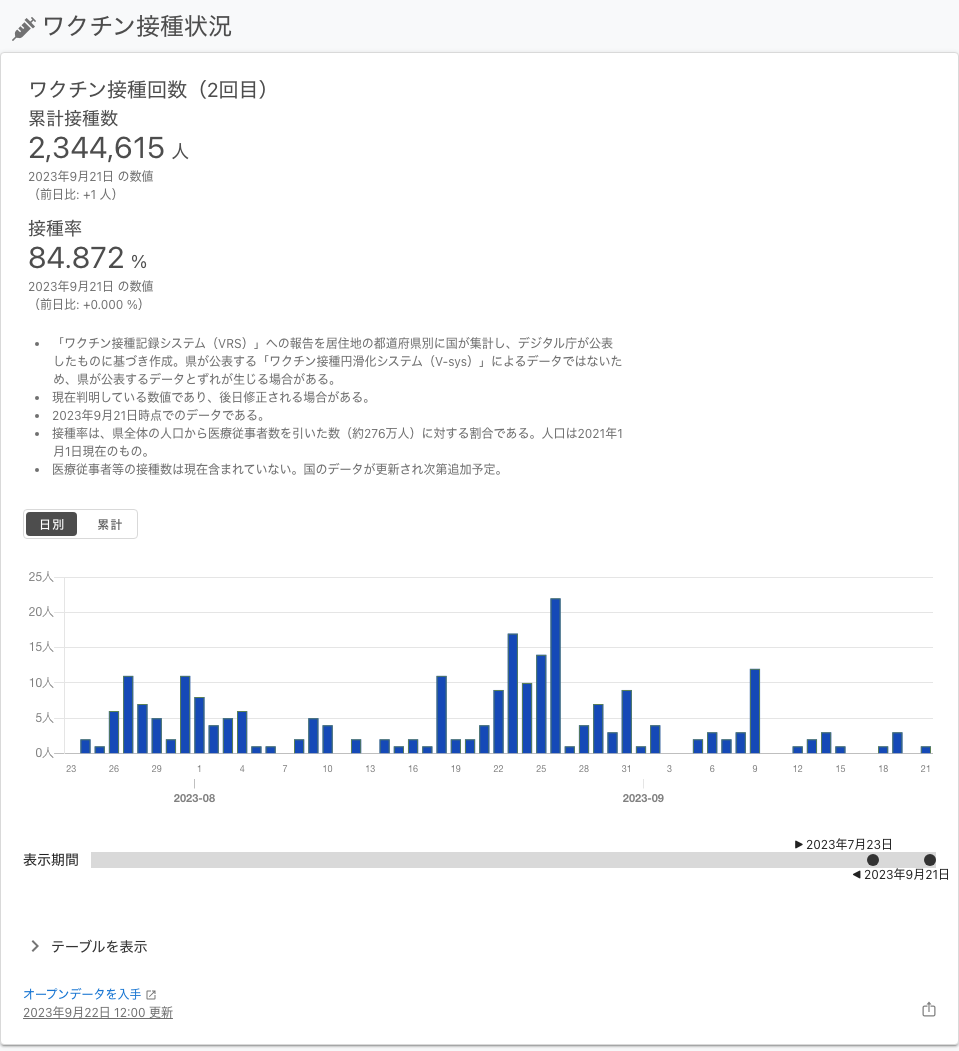 ワクチン接種状況
ワクチン接種回数（2回目）
累計接種数
2,344,615 人
2023年9月21日 の数値
（前日比: +1 人）
接種率
84.872 %
2023年9月21日 の数値
（前日比: +0.000 %）
• 「ワクチン接種記録システム（VRS）」への報告を居住地の都道府県別に国が集計し、デジタル庁が公表
したものに基づき作成。県が公表する「ワクチン接種円滑化システム（V-sys）」によるデータではないた
め、県が公表するデータとずれが生じる場合がある。
• 現在判明している数値であり、後日修正される場合がある。
• 2023年9月21日時点でのデータである。
• 接種率は、県全体の人口から医療従事者数を引いた数（約276万人）に対する割合である。人口は2021年1
月1日現在のもの。
• 医療従事者等の接種数は現在含まれていない。国のデータが更新され次第追加予定。
日別 累計
25人
20人
15人
10人
5人
0人
23 26 29 1 4 7 10 13 16 19 22 25 28 31 3 6 9 12 15 18 21
2023-08 2023-09
▶ 2023年7月23日
表示期間
◀ 2023年9月21日
テーブルを表示
オープンデータを入手
2023年9月22日 12:00 更新